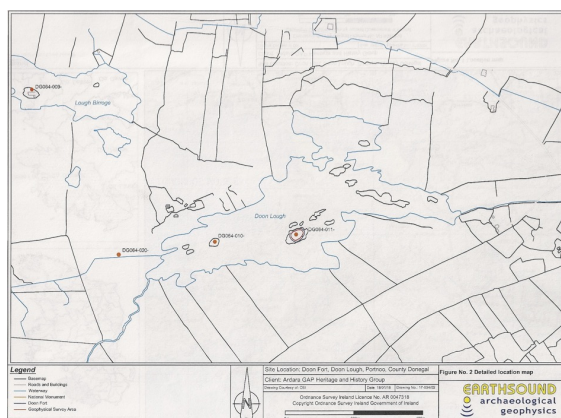 DG064-009-
Lough Birroge
Doon Lough
DG064-011-
DG064-010-
DG064-020-
Legend
Basemap
Roads and Buildings
Waterway
National Monument
Doon Fort
Geophysical Survey Area
Site Location: Doon Fort, Doon Lough, Portnoo, County Donegal
Client: Ardara GAP Heritage and History Group
Ordnance Survey Ireland Licence No. AR 0047318
Copyright Ordnance Survey Ireland Government of Ireland
Figure No. 2 Detailed location map
EARTHSOUND
archaeological
geophysics